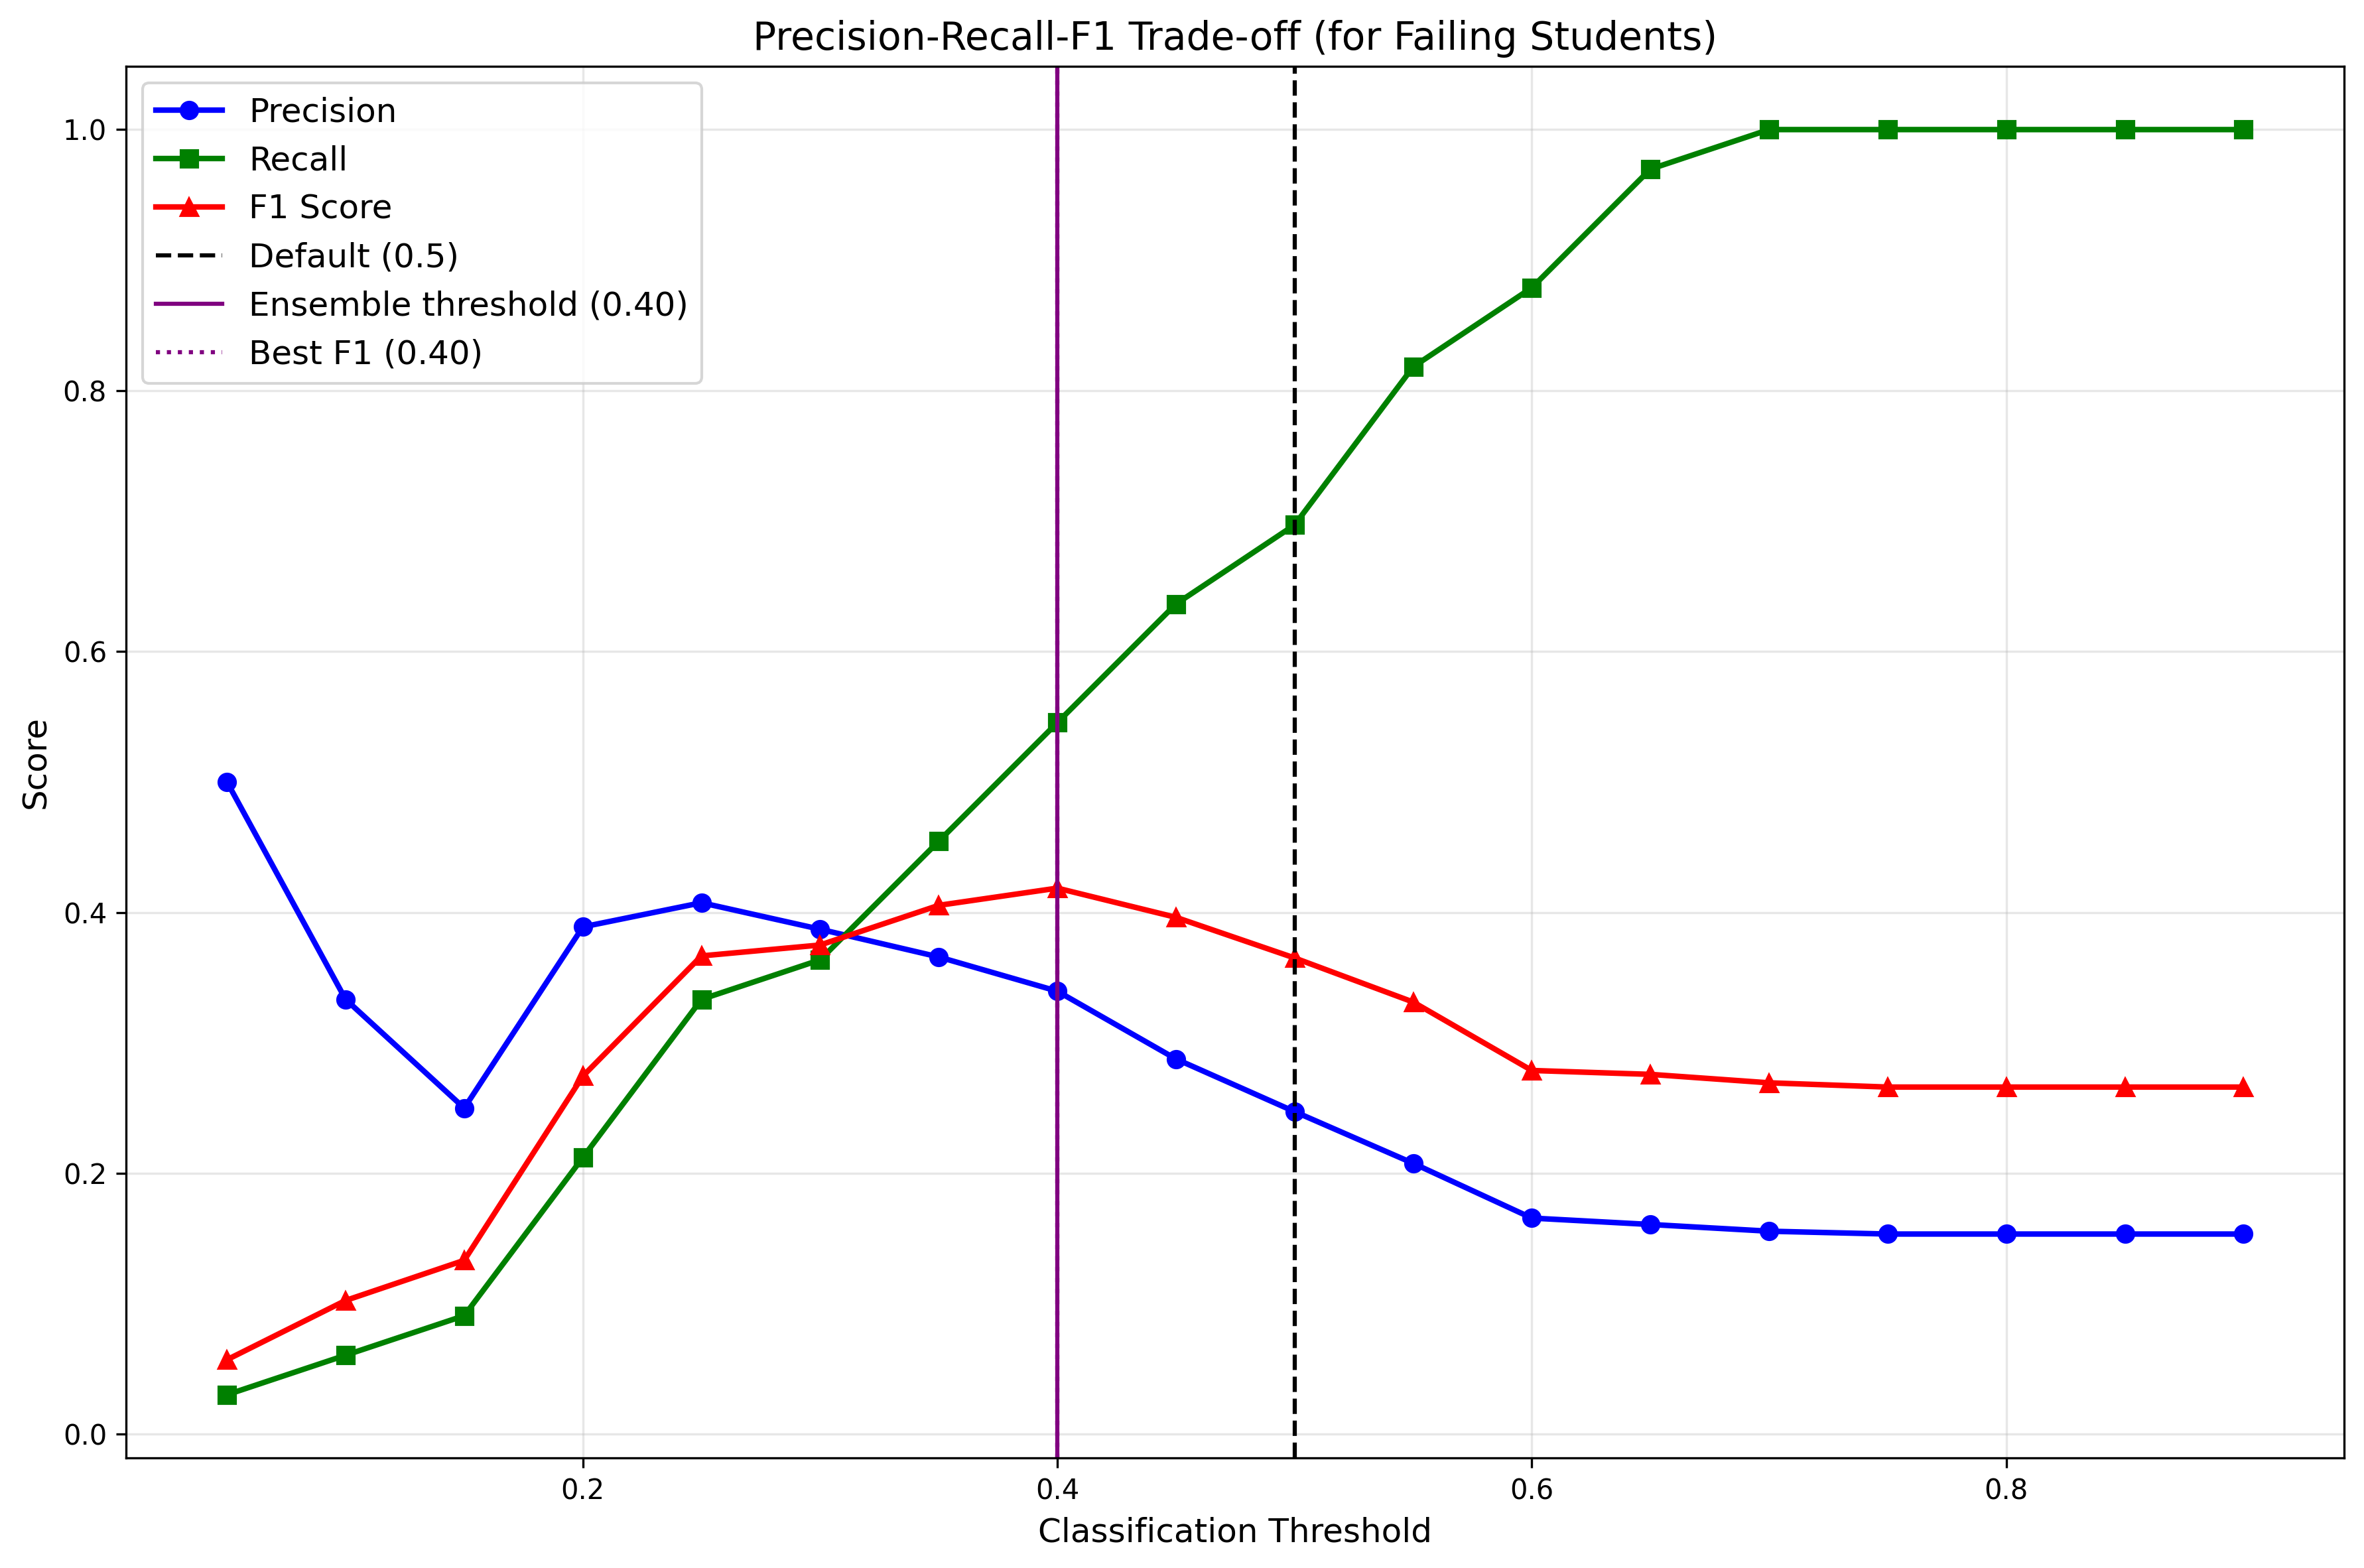 Precision-Recall-F1 Trade-off (for Failing Students)
Precision
Recall
F1 Score
Default (0.5)
Ensemble threshold (0.40)
Best F1 (0.40)
1.0
0.8
0.6
0.4
0.2
0.0
Score
0.2 0.4 0.6 0.8
Classification Threshold